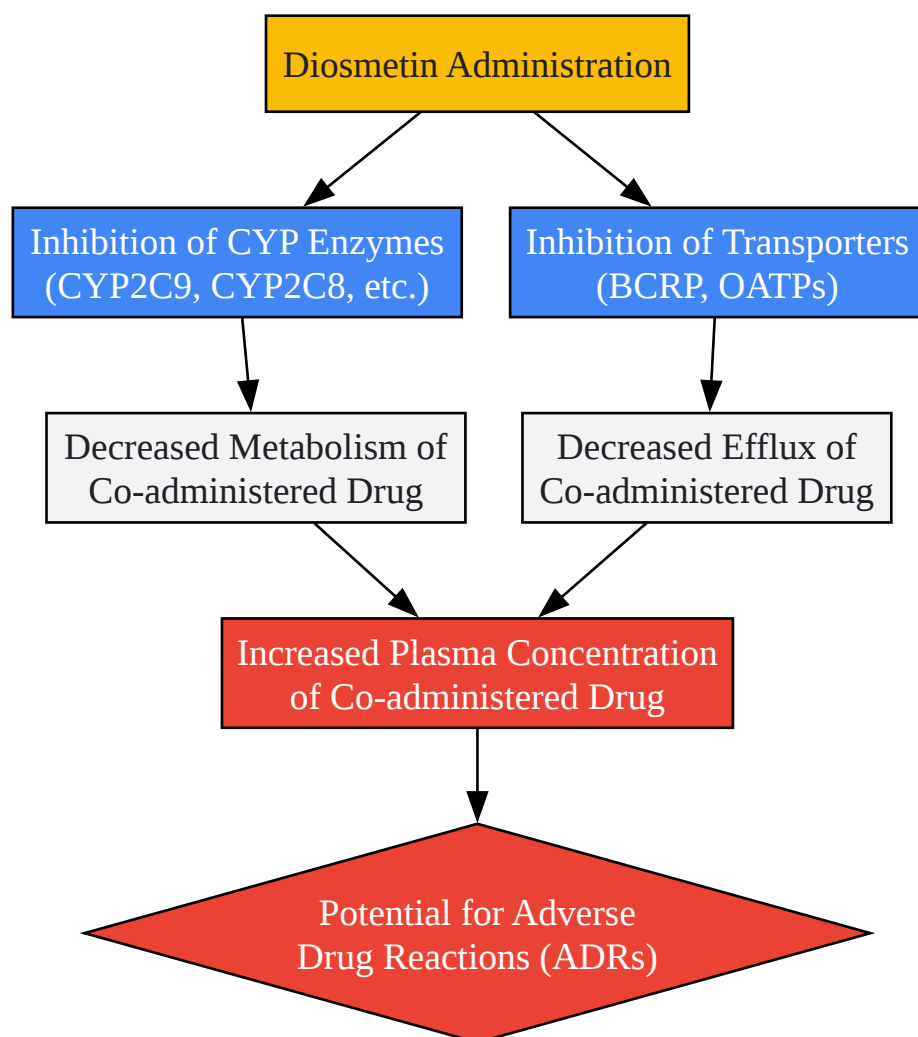 Diosmetin Administration
Inhibition of CYP Enzymes
(CYP2C9, CYP2C8, etc.)
Inhibition of Transporters
(BCRP, OATPs)
Decreased Metabolism of
Co-administered Drug
Decreased Efflux of
Co-administered Drug
Increased Plasma Concentration
of Co-administered Drug
Potential for Adverse
Drug Reactions (ADRs)